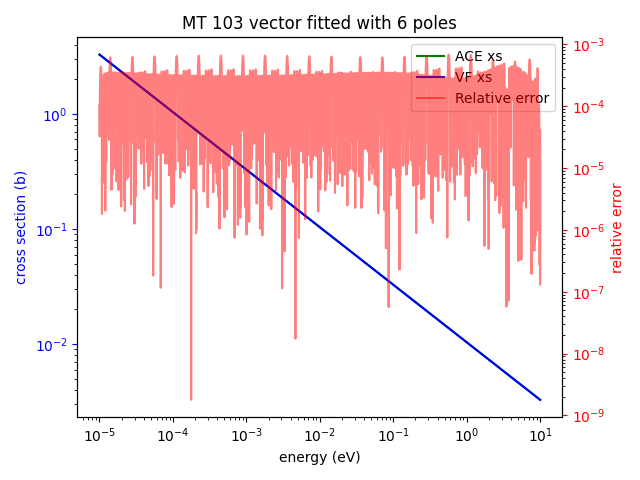 MT 103 vector fitted with 6 poles
ACE xs
VF xs
Relative error
cross section (b)
10^0
10^-1
10^-2
relative error
10^-3
10^-4
10^-5
10^-6
10^-7
10^-8
10^-9
10^-5 10^-4 10^-3 10^-2 10^-1 10^0 10^1
energy (eV)